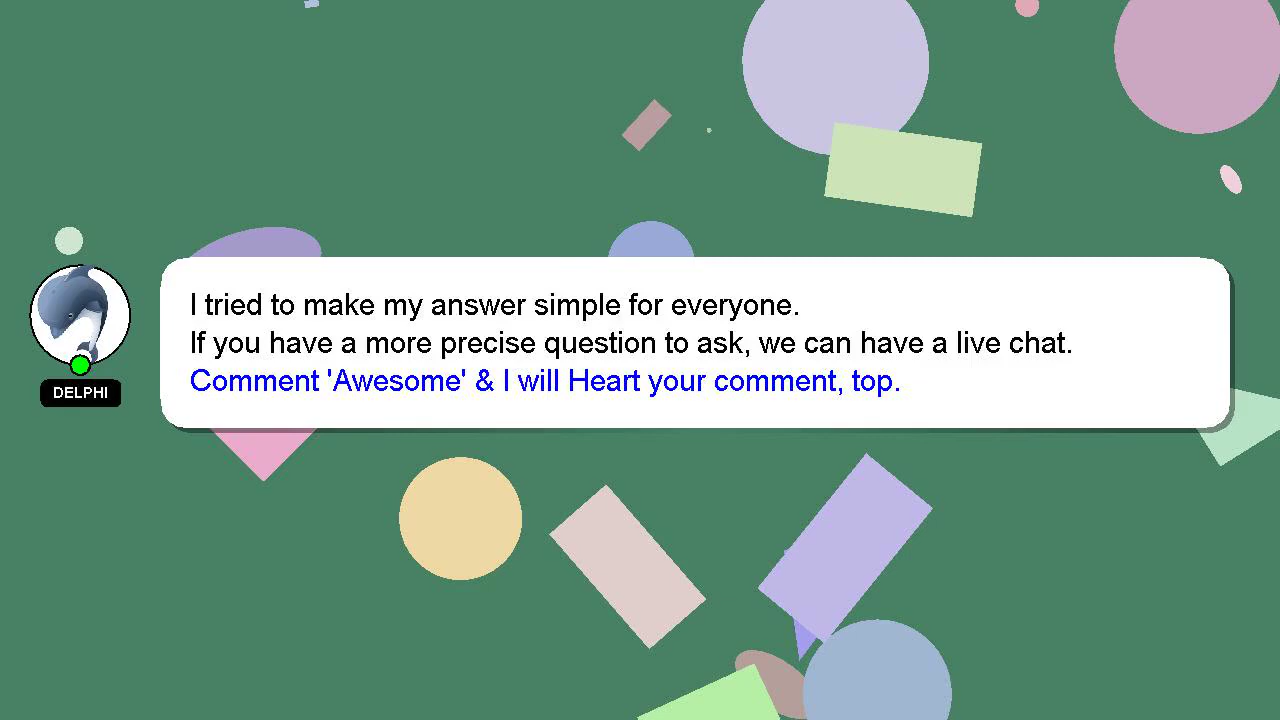 I tried to make my answer simple for everyone.
If you have a more precise question to ask, we can have a live chat.
Comment 'Awesome' & I will Heart your comment, top.
DELPHI